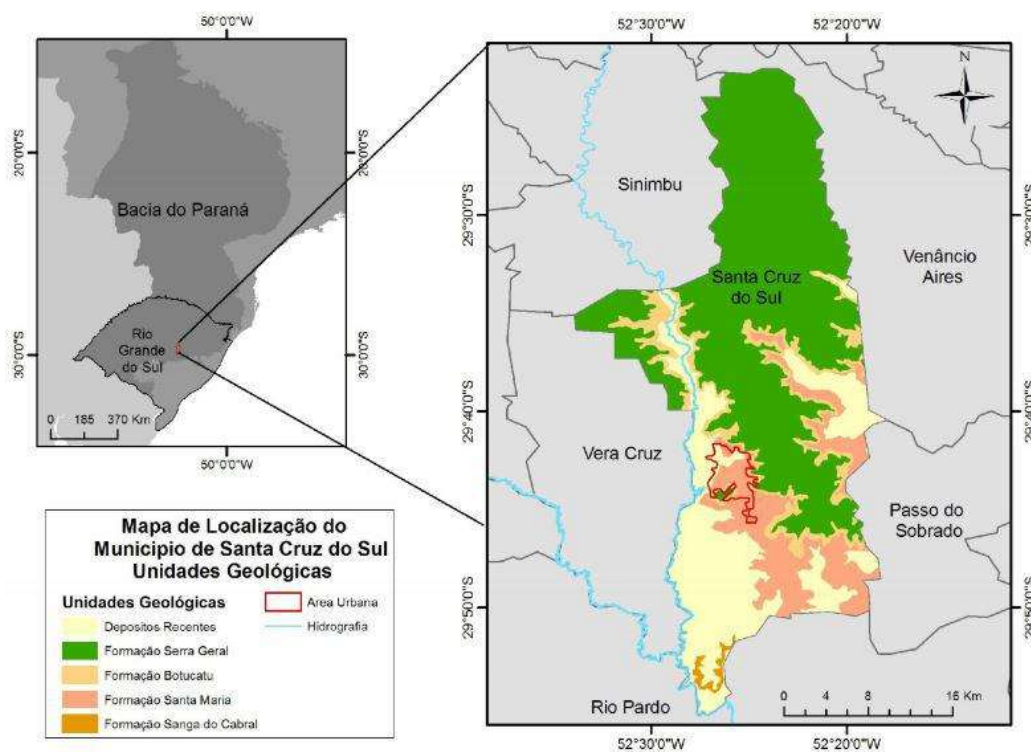 50°0'0"W
20°0'0"S
20°0'0"S
Bacia do Paraná
Rio
Grande
do Sul
30°0'0"S
30°0'0"S
0 185 370 Km
50°0'0"W
Mapa de Localização do
Municipio de Santa Cruz do Sul
Unidades Geológicas
Unidades Geológicas
Depositos Recentes
Formação Serra Geral
Formação Botucatu
Formação Santa Maria
Formação Sanga do Cabral
Area Urbana
Hidrografia
52°30'0"W
52°20'0"W
N
Sinimbu
29°30'0"S
29°30'0"S
Venâncio
Aires
Santa Cruz
do Sul
29°40'0"S
29°40'0"S
Vera Cruz
Passo do
Sobrado
29°50'0"S
29°50'0"S
Rio Pardo
0 4 8 16 Km
52°30'0"W
52°20'0"W